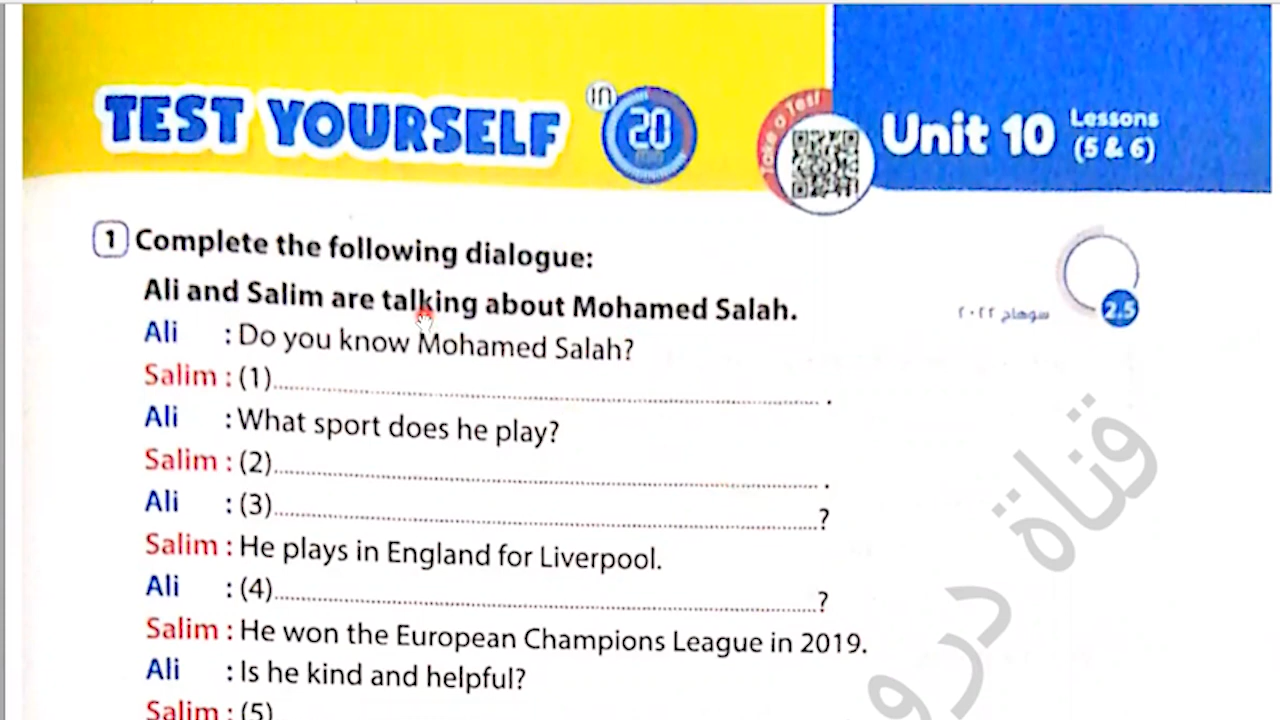 TEST YOURSELF in 20 min
Take a Test
Unit 10 Lessons (5 & 6)
1 Complete the following dialogue:
Ali and Salim are talking about Mohamed Salah.
2.5
سوهاج ٢٠٢٢
Ali : Do you know Mohamed Salah?
Salim : (1).................... .
Ali : What sport does he play?
Salim : (2).................... .
Ali : (3)....................?
Salim : He plays in England for Liverpool.
Ali : (4)....................?
Salim : He won the European Champions League in 2019.
Ali : Is he kind and helpful?
Salim : (5)
قناة درو